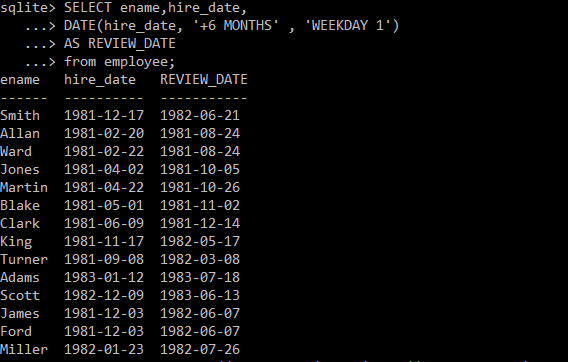 sqlite> SELECT ename,hire_date,
   ...> DATE(hire_date, '+6 MONTHS' , 'WEEKDAY 1')
   ...> AS REVIEW_DATE
   ...> from employee;
ename   hire_date   REVIEW_DATE
------  ----------  -----------
Smith   1981-12-17  1982-06-21
Allan   1981-02-20  1981-08-24
Ward    1981-02-22  1981-08-24
Jones   1981-04-02  1981-10-05
Martin  1981-04-22  1981-10-26
Blake   1981-05-01  1981-11-02
Clark   1981-06-09  1981-12-14
King    1981-11-17  1982-05-17
Turner  1981-09-08  1982-03-08
Adams   1983-01-12  1983-07-18
Scott   1982-12-09  1983-06-13
James   1981-12-03  1982-06-07
Ford    1981-12-03  1982-06-07
Miller  1982-01-23  1982-07-26